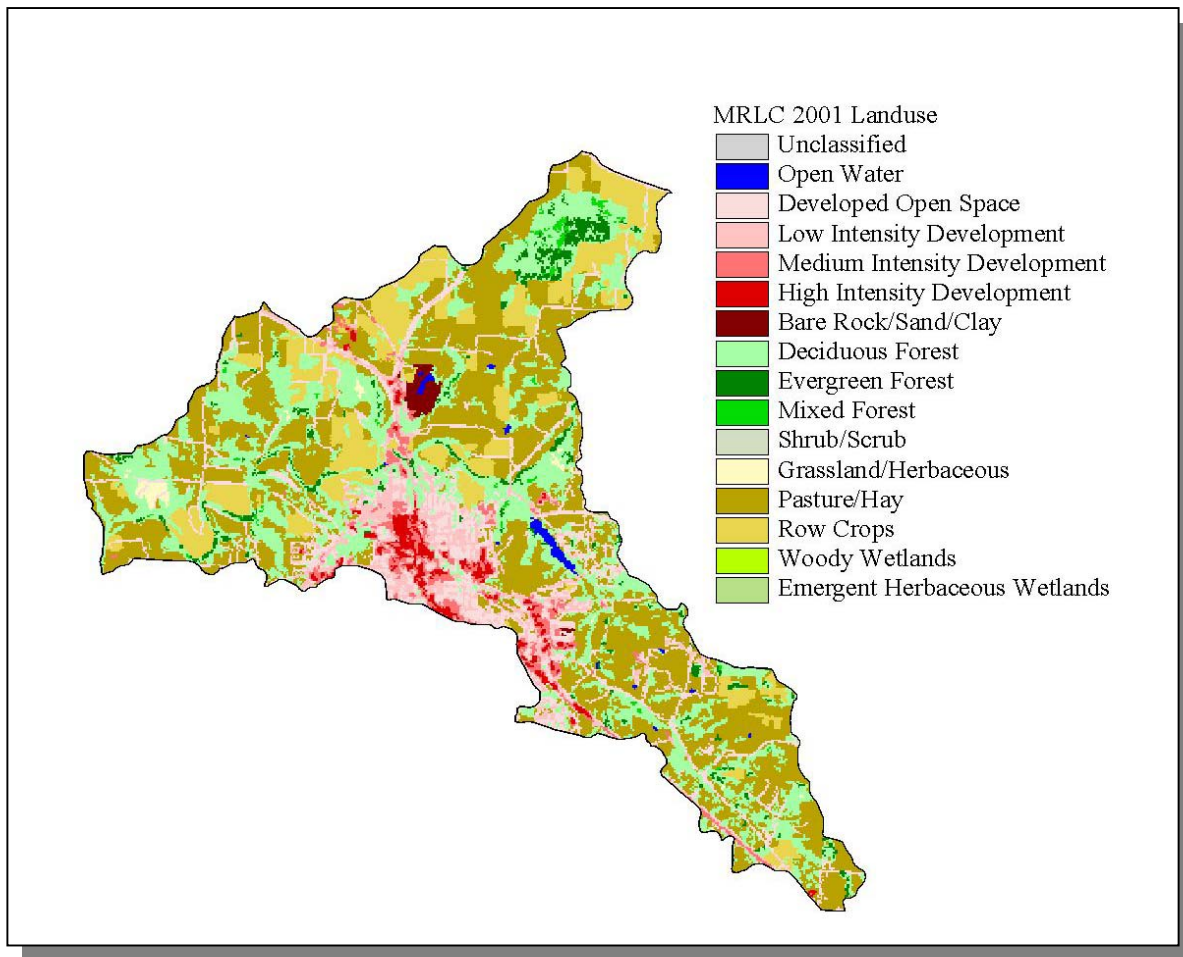 MRLC 2001 Landuse
Unclassified
Open Water
Developed Open Space
Low Intensity Development
Medium Intensity Development
High Intensity Development
Bare Rock/Sand/Clay
Deciduous Forest
Evergreen Forest
Mixed Forest
Shrub/Scrub
Grassland/Herbaceous
Pasture/Hay
Row Crops
Woody Wetlands
Emergent Herbaceous Wetlands